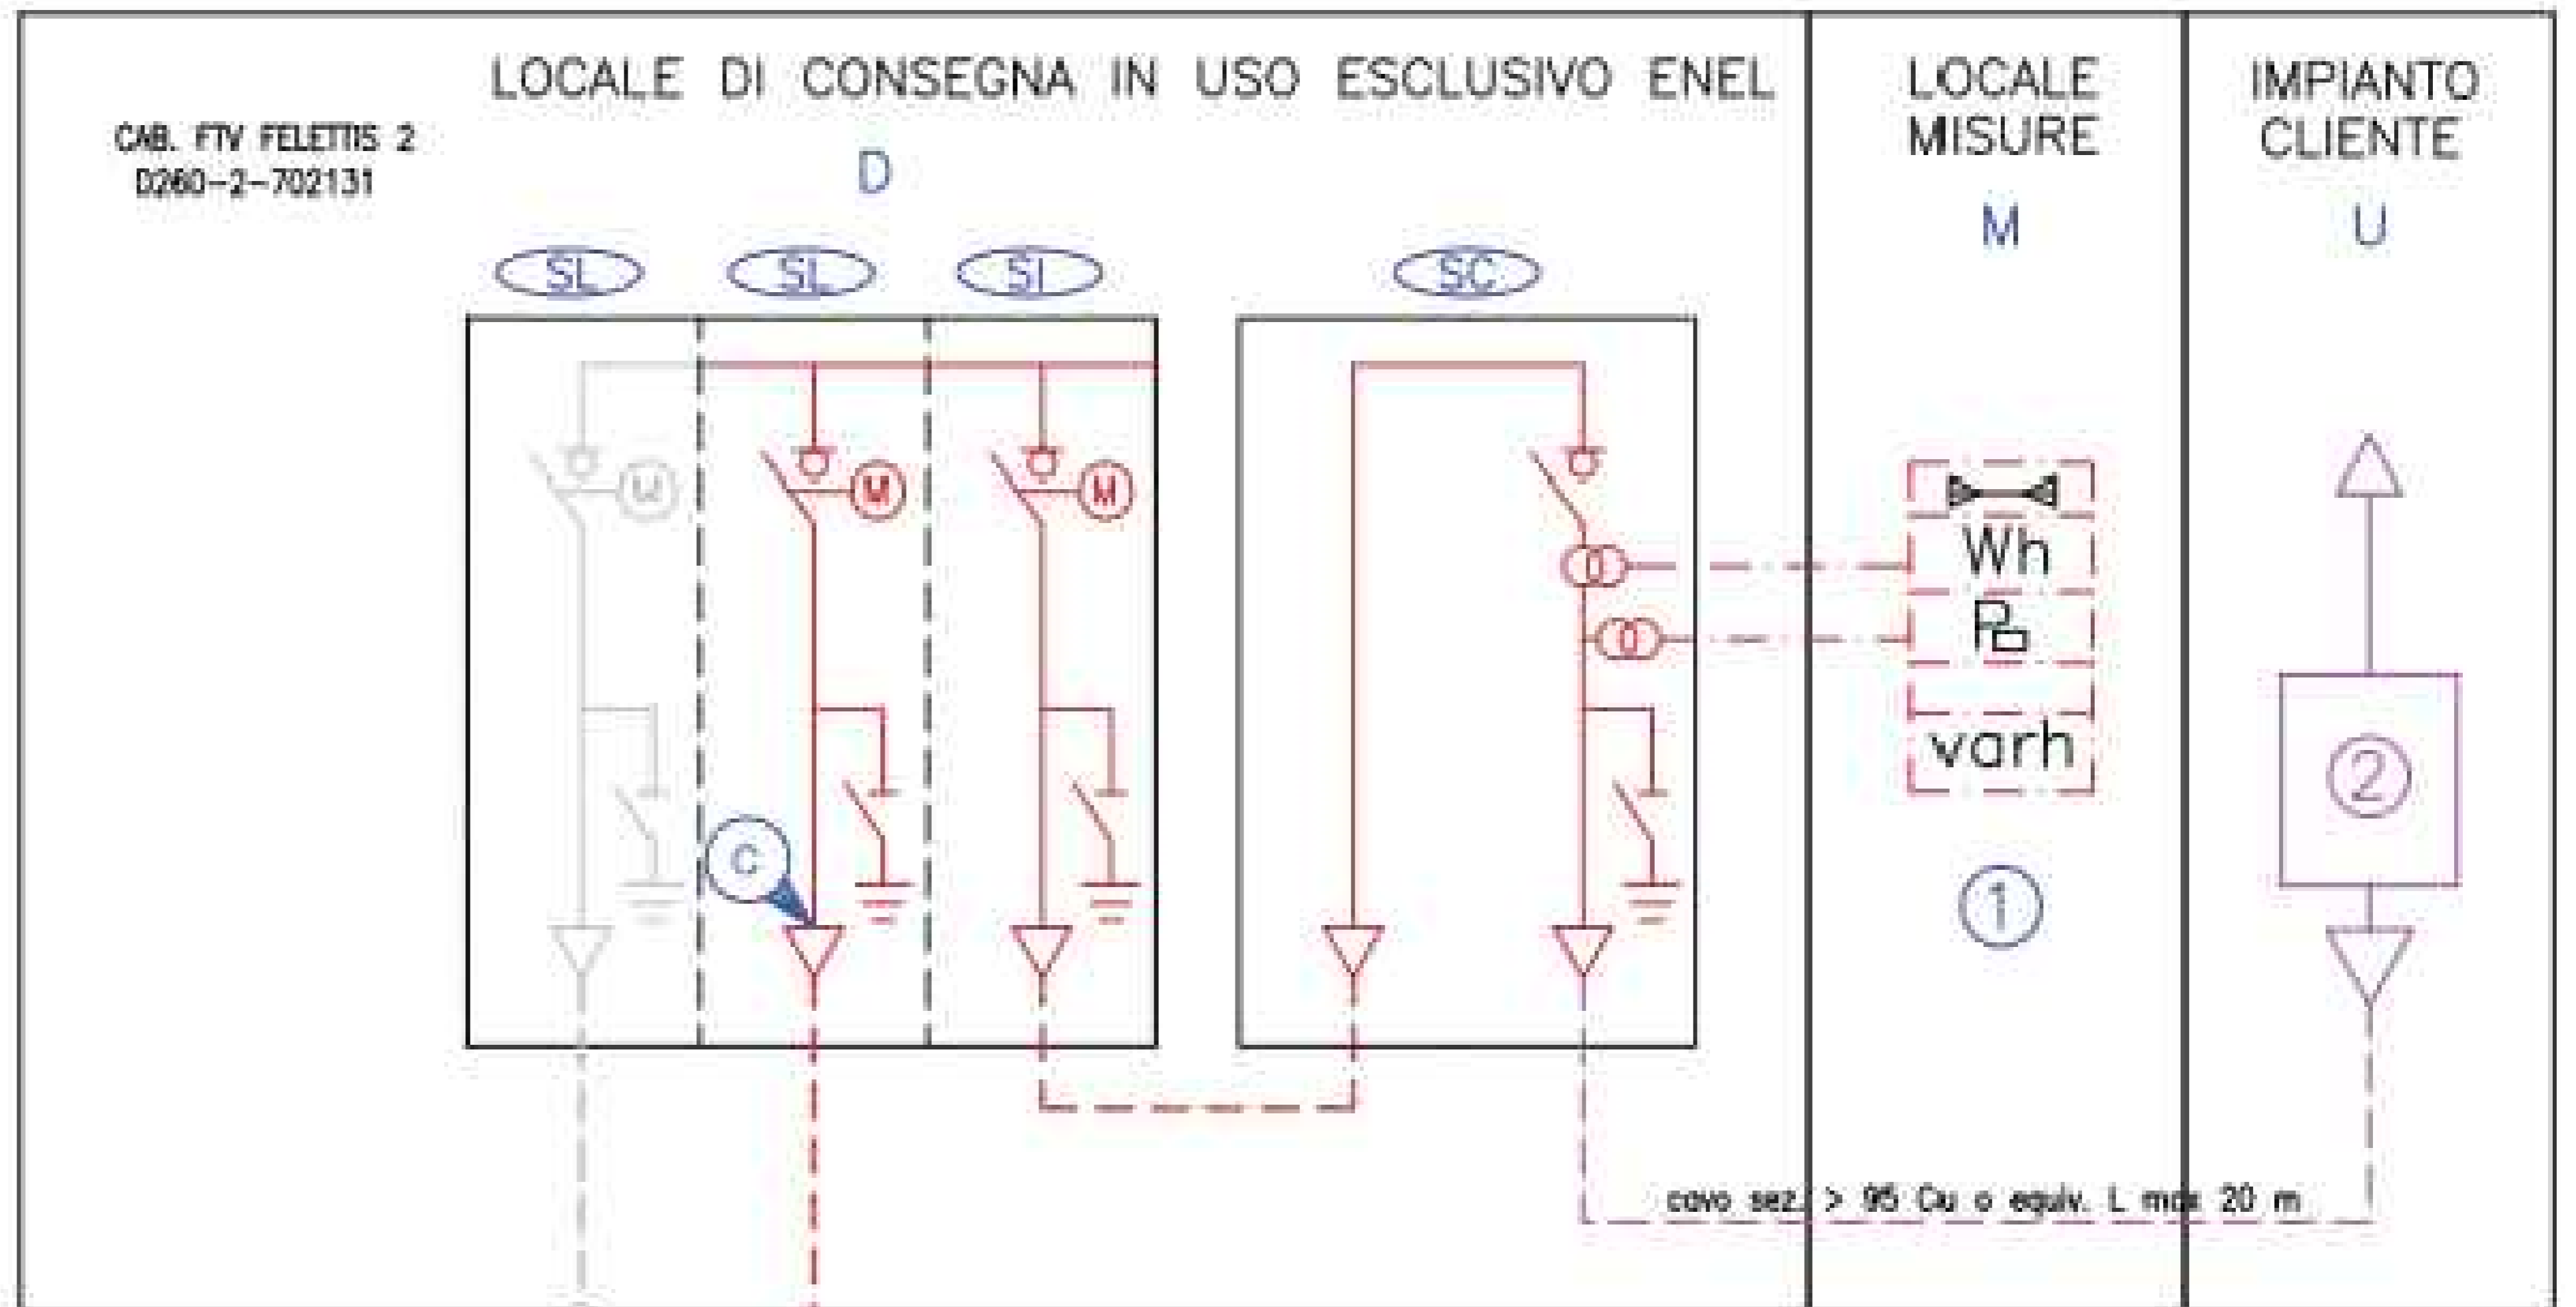 LOCALE DI CONSEGNA IN USO ESCLUSIVO ENEL
LOCALE
MISURE
IMPIANTO
CLIENTE
CAB. FTV FELETTIS 2
D260-2-702131
D
M
U
SL
SL
SI
SC
M
M
M
Wh
varh
C
1
2
cavo sez. > 95 Cu o equiv. L max 20 m